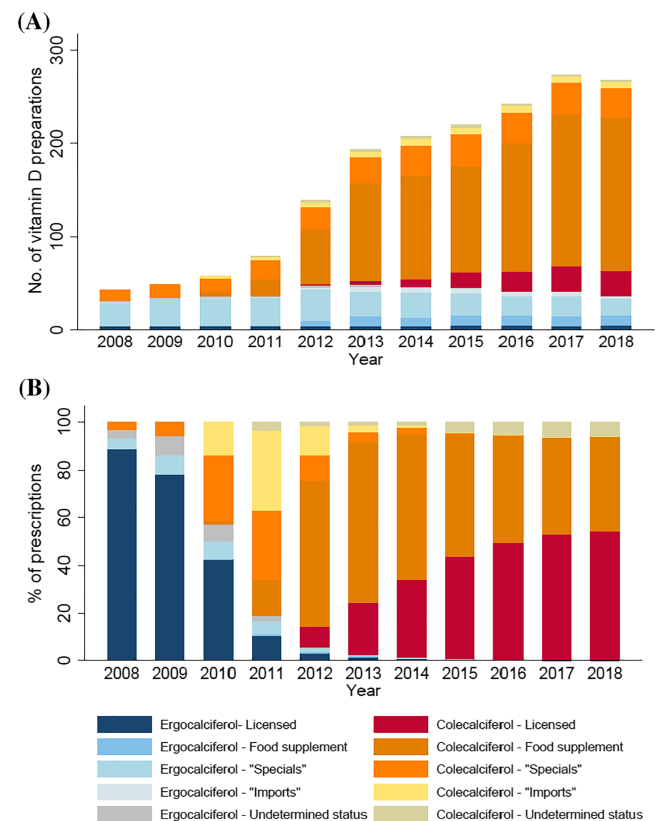 (A)
No. of vitamin D preparations
300
200
100
0
2008 2009 2010 2011 2012 2013 2014 2015 2016 2017 2018
Year
(B)
% of prescriptions
100
80
60
40
20
0
2008 2009 2010 2011 2012 2013 2014 2015 2016 2017 2018
Year
Ergocalciferol- Licensed
Ergocalciferol - Food supplement
Ergocalciferol - "Specials"
Ergocalciferol - "Imports"
Ergocalciferol - Undetermined status
Colecalciferol - Licensed
Colecalciferol - Food supplement
Colecalciferol - "Specials"
Colecalciferol - "Imports"
Colecalciferol - Undetermined status